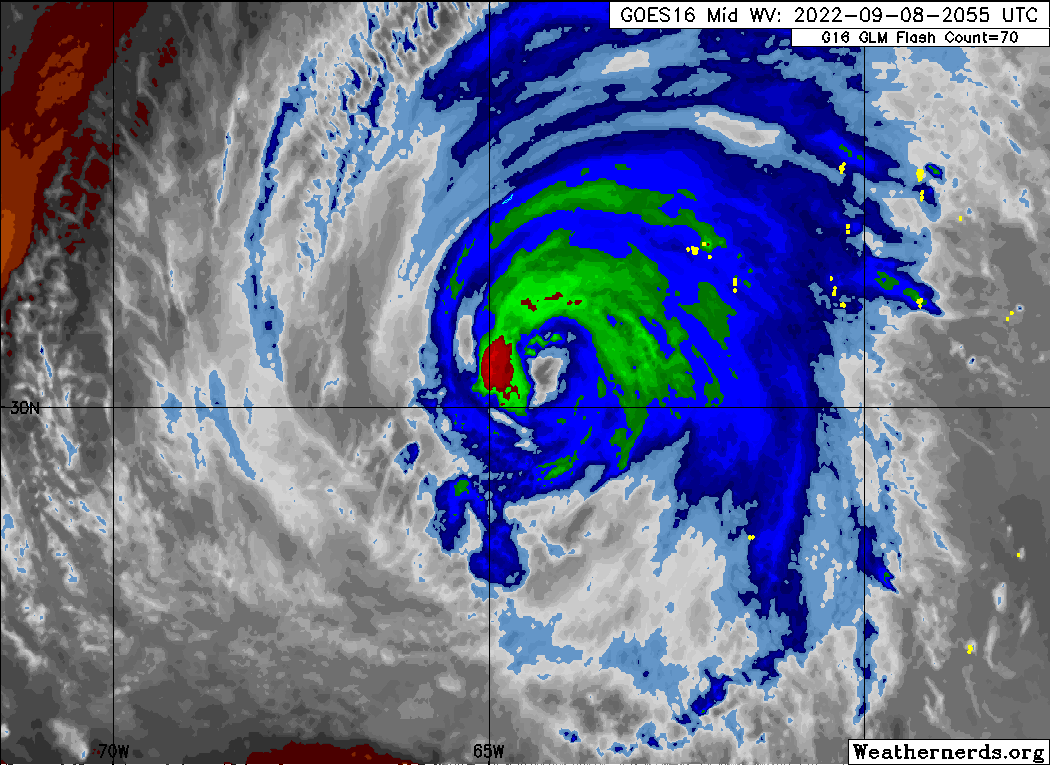 GOES16 Mid WV: 2022-09-08-2055 UTC
G16 GLM Flash Count=70
30N
70W
65W
Weathernerds.org